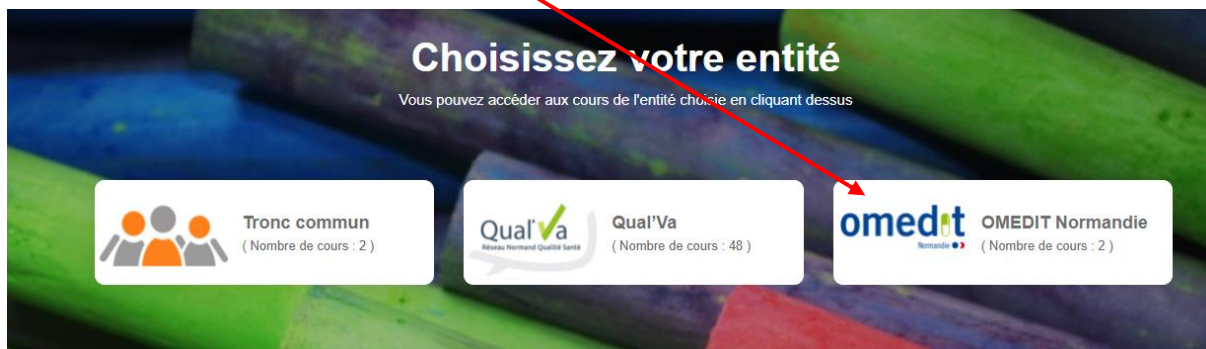 Choisissez votre entité
Vous pouvez accéder aux cours de l'entité choisie en cliquant dessus
Tronc commun
( Nombre de cours : 2 )
Qual'Va
Réseau Normand Qualité Santé
Qual'Va
( Nombre de cours : 48 )
omedit
Normandie
OMEDIT Normandie
( Nombre de cours : 2 )